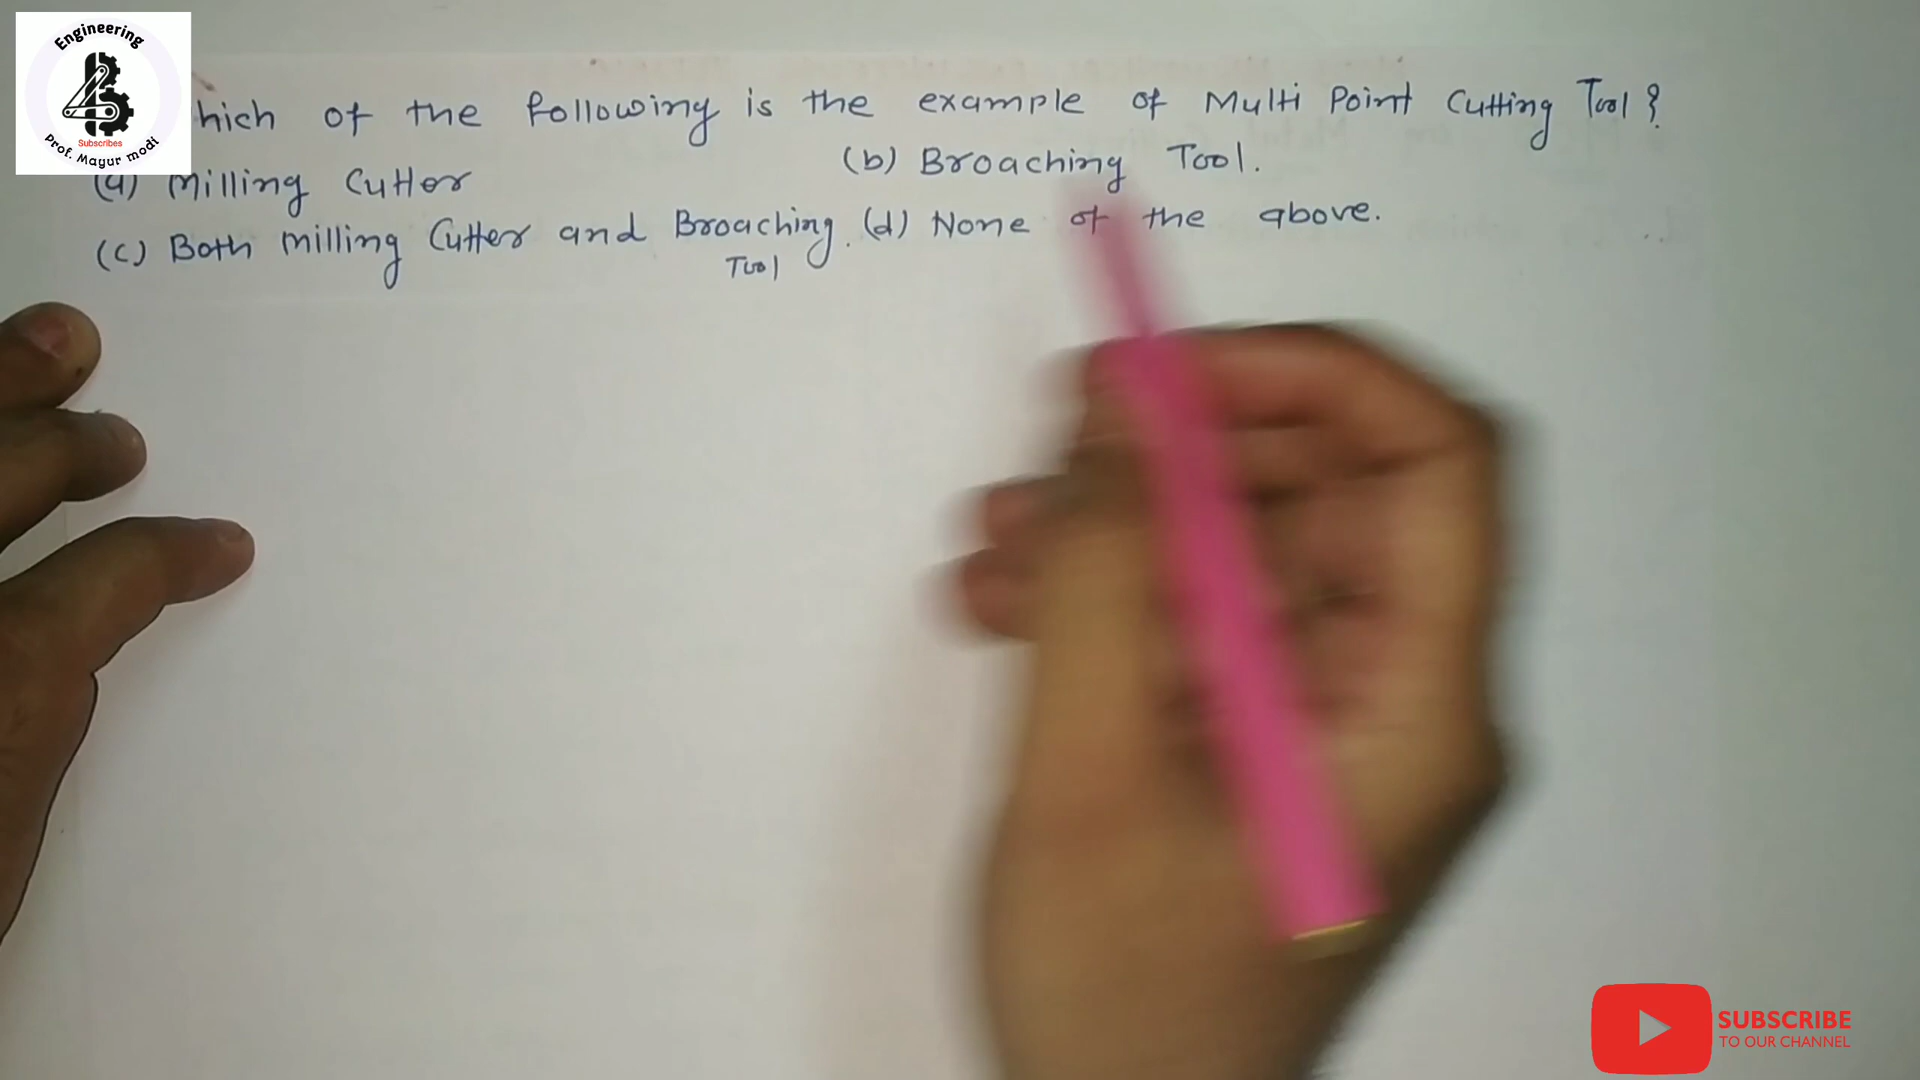 Engineering
Subscribes
Prof. Mayur modi
hich of the following is the example of Multi Point Cutting Tool?
(a) Milling Cutter
(b) Broaching Tool.
(c) Both milling Cutter and Broaching Tool.
(d) None of the above.
SUBSCRIBE
TO OUR CHANNEL